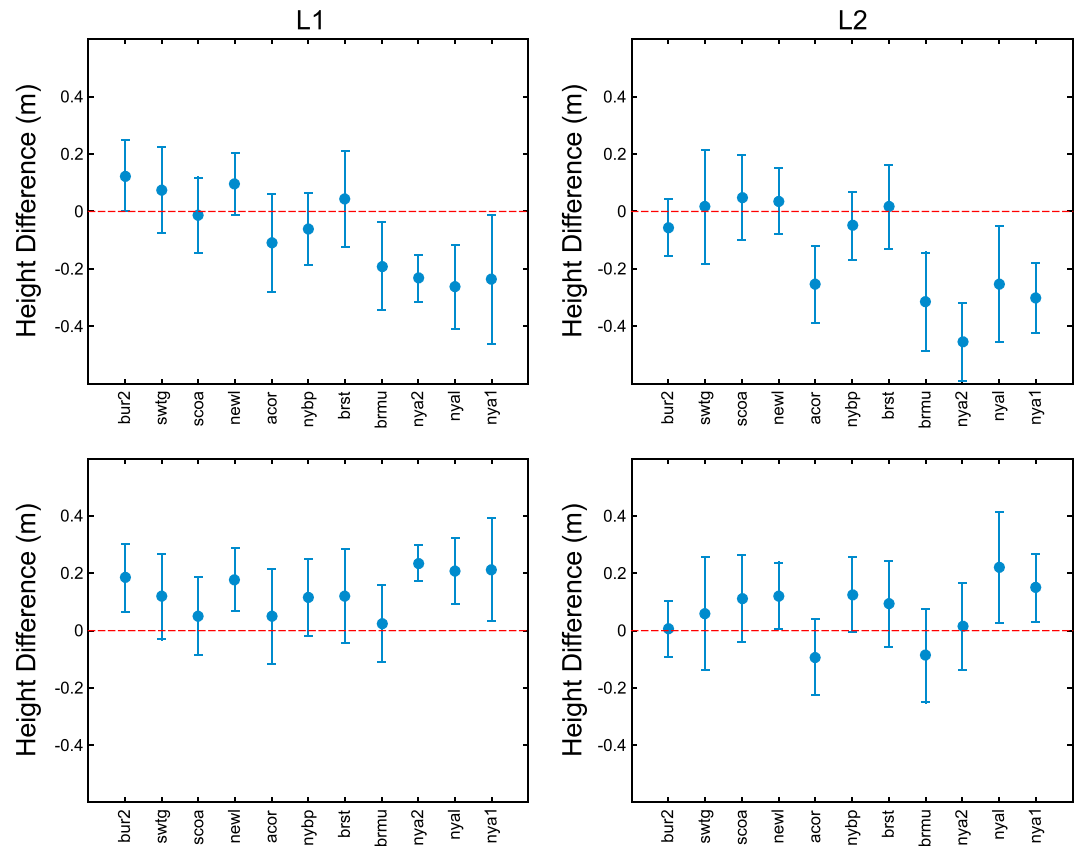 L1
L2
Height Difference (m)
0.4
0.2
0
-0.2
-0.4
bur2
swtg
scoa
newl
acor
nybp
brst
brmu
nya2
nyal
nya1
Height Difference (m)
0.4
0.2
0
-0.2
-0.4
bur2
swtg
scoa
newl
acor
nybp
brst
brmu
nya2
nyal
nya1
Height Difference (m)
0.4
0.2
0
-0.2
-0.4
bur2
swtg
scoa
newl
acor
nybp
brst
brmu
nya2
nyal
nya1
Height Difference (m)
0.4
0.2
0
-0.2
-0.4
bur2
swtg
scoa
newl
acor
nybp
brst
brmu
nya2
nyal
nya1